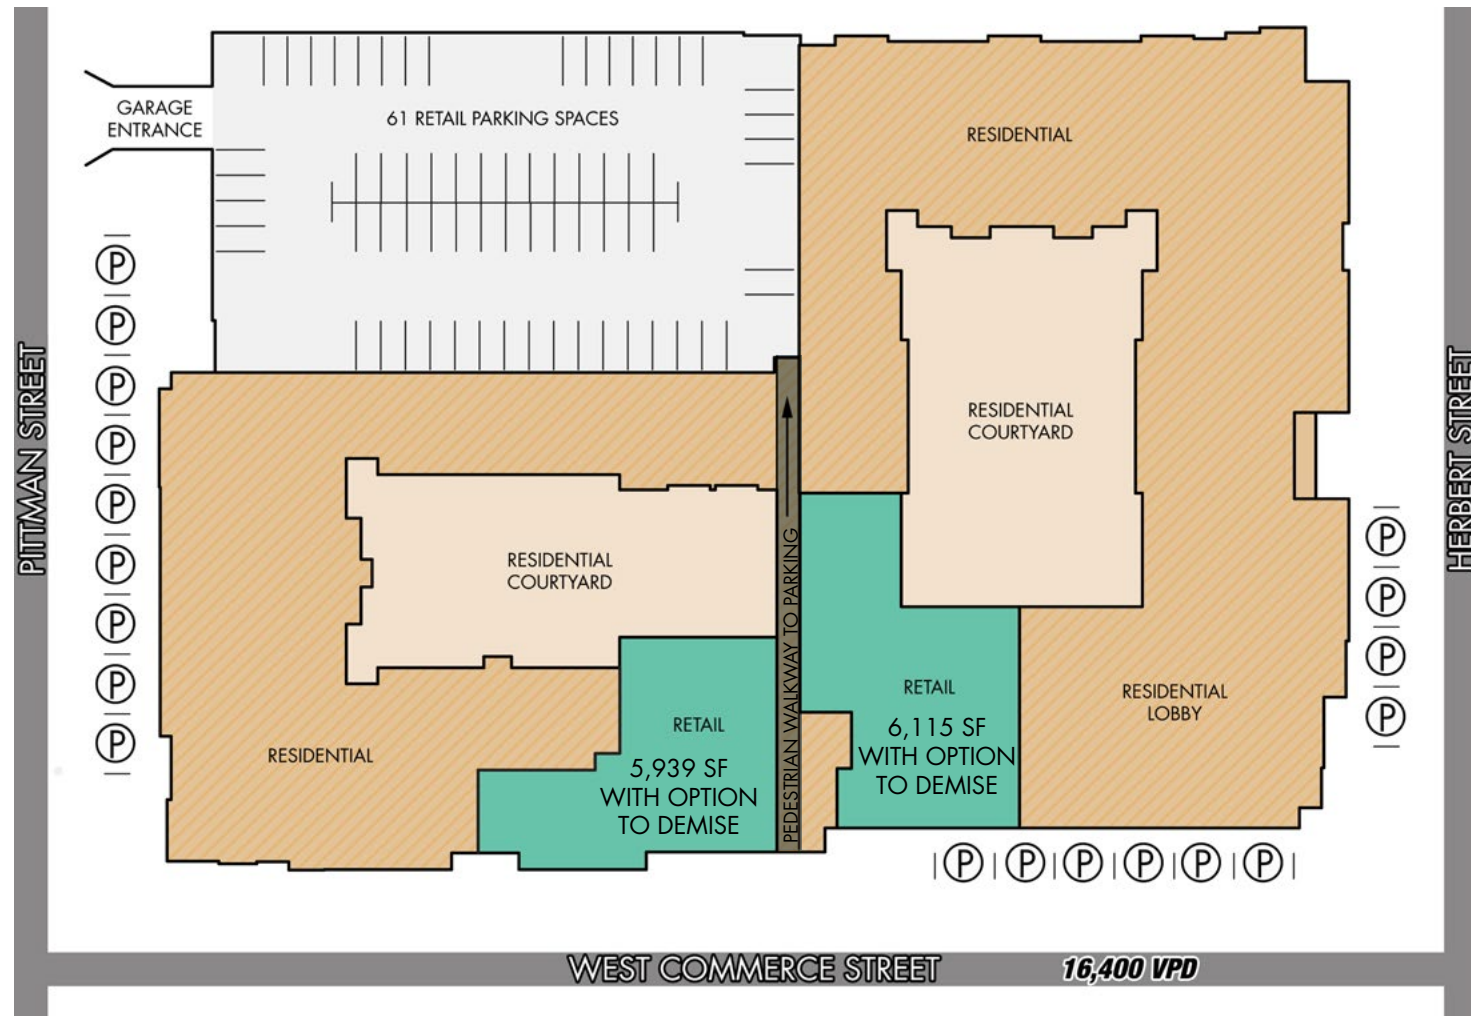 GARAGE
ENTRANCE
61 RETAIL PARKING SPACES
RESIDENTIAL
P
P
P
P
P
P
P
P
P
PITTMAN STREET
HERBERT STREET
RESIDENTIAL
COURTYARD
RESIDENTIAL
COURTYARD
PEDESTRIAN WALKWAY TO PARKING
P
P
P
P
RETAIL
6,115 SF
WITH OPTION
TO DEMISE
RESIDENTIAL
LOBBY
RETAIL
5,939 SF
WITH OPTION
TO DEMISE
RESIDENTIAL
P P P P P P
WEST COMMERCE STREET 16,400 VPD